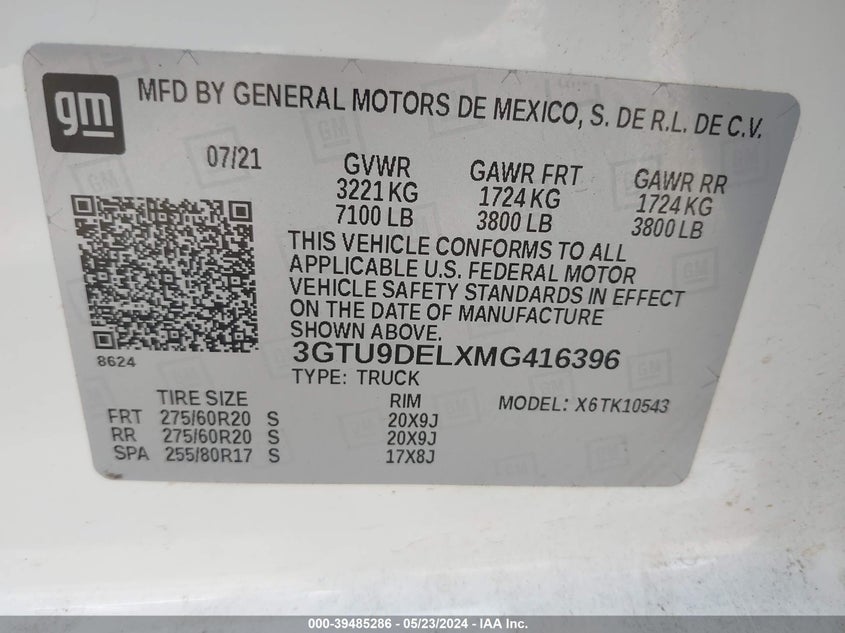 gm
MFD BY GENERAL MOTORS DE MEXICO, S. DE R.L. DE C.V.
07/21
GVWR
3221 KG
7100 LB
GAWR FRT
1724 KG
3800 LB
GAWR RR
1724 KG
3800 LB
THIS VEHICLE CONFORMS TO ALL
APPLICABLE U.S. FEDERAL MOTOR
VEHICLE SAFETY STANDARDS IN EFFECT
ON THE DATE OF MANUFACTURE
SHOWN ABOVE.
8624
3GTU9DELXMG416396
TYPE: TRUCK
TIRE SIZE
RIM
MODEL: X6TK10543
FRT 275/60R20 S 20X9J
RR 275/60R20 S 20X9J
SPA 255/80R17 S 17X8J
000-39485286 - 05/23/2024 - IAA Inc.